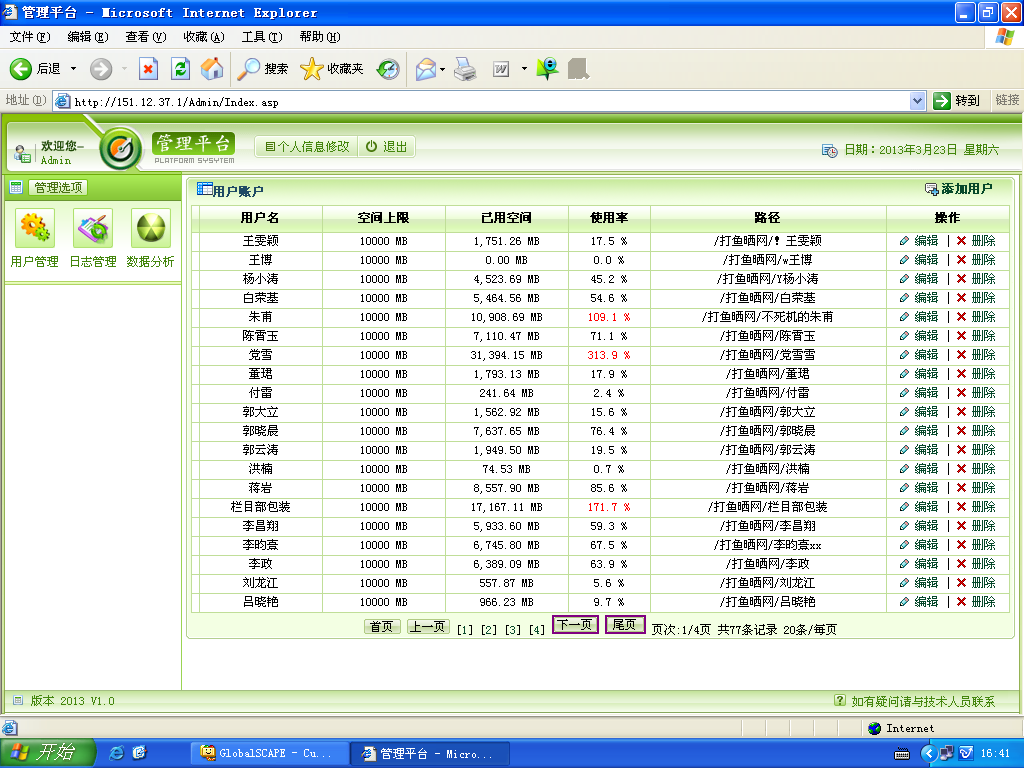 管理平台 - Microsoft Internet Explorer
文件(F) 编辑(E) 查看(V) 收藏(A) 工具(T) 帮助(H)
后退 搜索 收藏夹
地址(D) http://151.12.37.1/Admin/Index.asp 转到 链接
欢迎您-
Admin
管理平台
PLATFORM SYSYTEM
个人信息修改 退出
日期：2013年3月23日 星期六
管理选项
用户管理 日志管理 数据分析
用户账户 添加用户
用户名 空间上限 已用空间 使用率 路径 操作
王雯颖 10000 MB 1,751.26 MB 17.5 % /打鱼晒网/! 王雯颖 编辑 | 删除
王博 10000 MB 0.00 MB 0.0 % /打鱼晒网/w王博 编辑 | 删除
杨小涛 10000 MB 4,523.69 MB 45.2 % /打鱼晒网/Y杨小涛 编辑 | 删除
白荣基 10000 MB 5,464.56 MB 54.6 % /打鱼晒网/白荣基 编辑 | 删除
朱甫 10000 MB 10,908.69 MB 109.1 % /打鱼晒网/不死机的朱甫 编辑 | 删除
陈霄玉 10000 MB 7,110.47 MB 71.1 % /打鱼晒网/陈霄玉 编辑 | 删除
党雪 10000 MB 31,394.15 MB 313.9 % /打鱼晒网/党雪雪 编辑 | 删除
董珺 10000 MB 1,793.13 MB 17.9 % /打鱼晒网/董珺 编辑 | 删除
付雷 10000 MB 241.64 MB 2.4 % /打鱼晒网/付雷 编辑 | 删除
郭大立 10000 MB 1,562.92 MB 15.6 % /打鱼晒网/郭大立 编辑 | 删除
郭晓晨 10000 MB 7,637.65 MB 76.4 % /打鱼晒网/郭晓晨 编辑 | 删除
郭云涛 10000 MB 1,949.50 MB 19.5 % /打鱼晒网/郭云涛 编辑 | 删除
洪楠 10000 MB 74.53 MB 0.7 % /打鱼晒网/洪楠 编辑 | 删除
蒋岩 10000 MB 8,557.90 MB 85.6 % /打鱼晒网/蒋岩 编辑 | 删除
栏目部包装 10000 MB 17,167.11 MB 171.7 % /打鱼晒网/栏目部包装 编辑 | 删除
李昌翔 10000 MB 5,933.60 MB 59.3 % /打鱼晒网/李昌翔 编辑 | 删除
李昀 10000 MB 6,745.80 MB 67.5 % /打鱼晒网/李昀 xx 编辑 | 删除
李政 10000 MB 6,389.09 MB 63.9 % /打鱼晒网/李政 编辑 | 删除
刘龙江 10000 MB 557.87 MB 5.6 % /打鱼晒网/刘龙江 编辑 | 删除
吕晓艳 10000 MB 966.23 MB 9.7 % /打鱼晒网/吕晓艳 编辑 | 删除
首页 上一页 [1] [2] [3] [4] 下一页 尾页 页次:1/4页 共77条记录 20条/每页
版本 2013 V1.0 如有疑问请与技术人员联系
Internet
开始 GlobalSCAPE - Cu... 管理平台 - Micro... 16:41